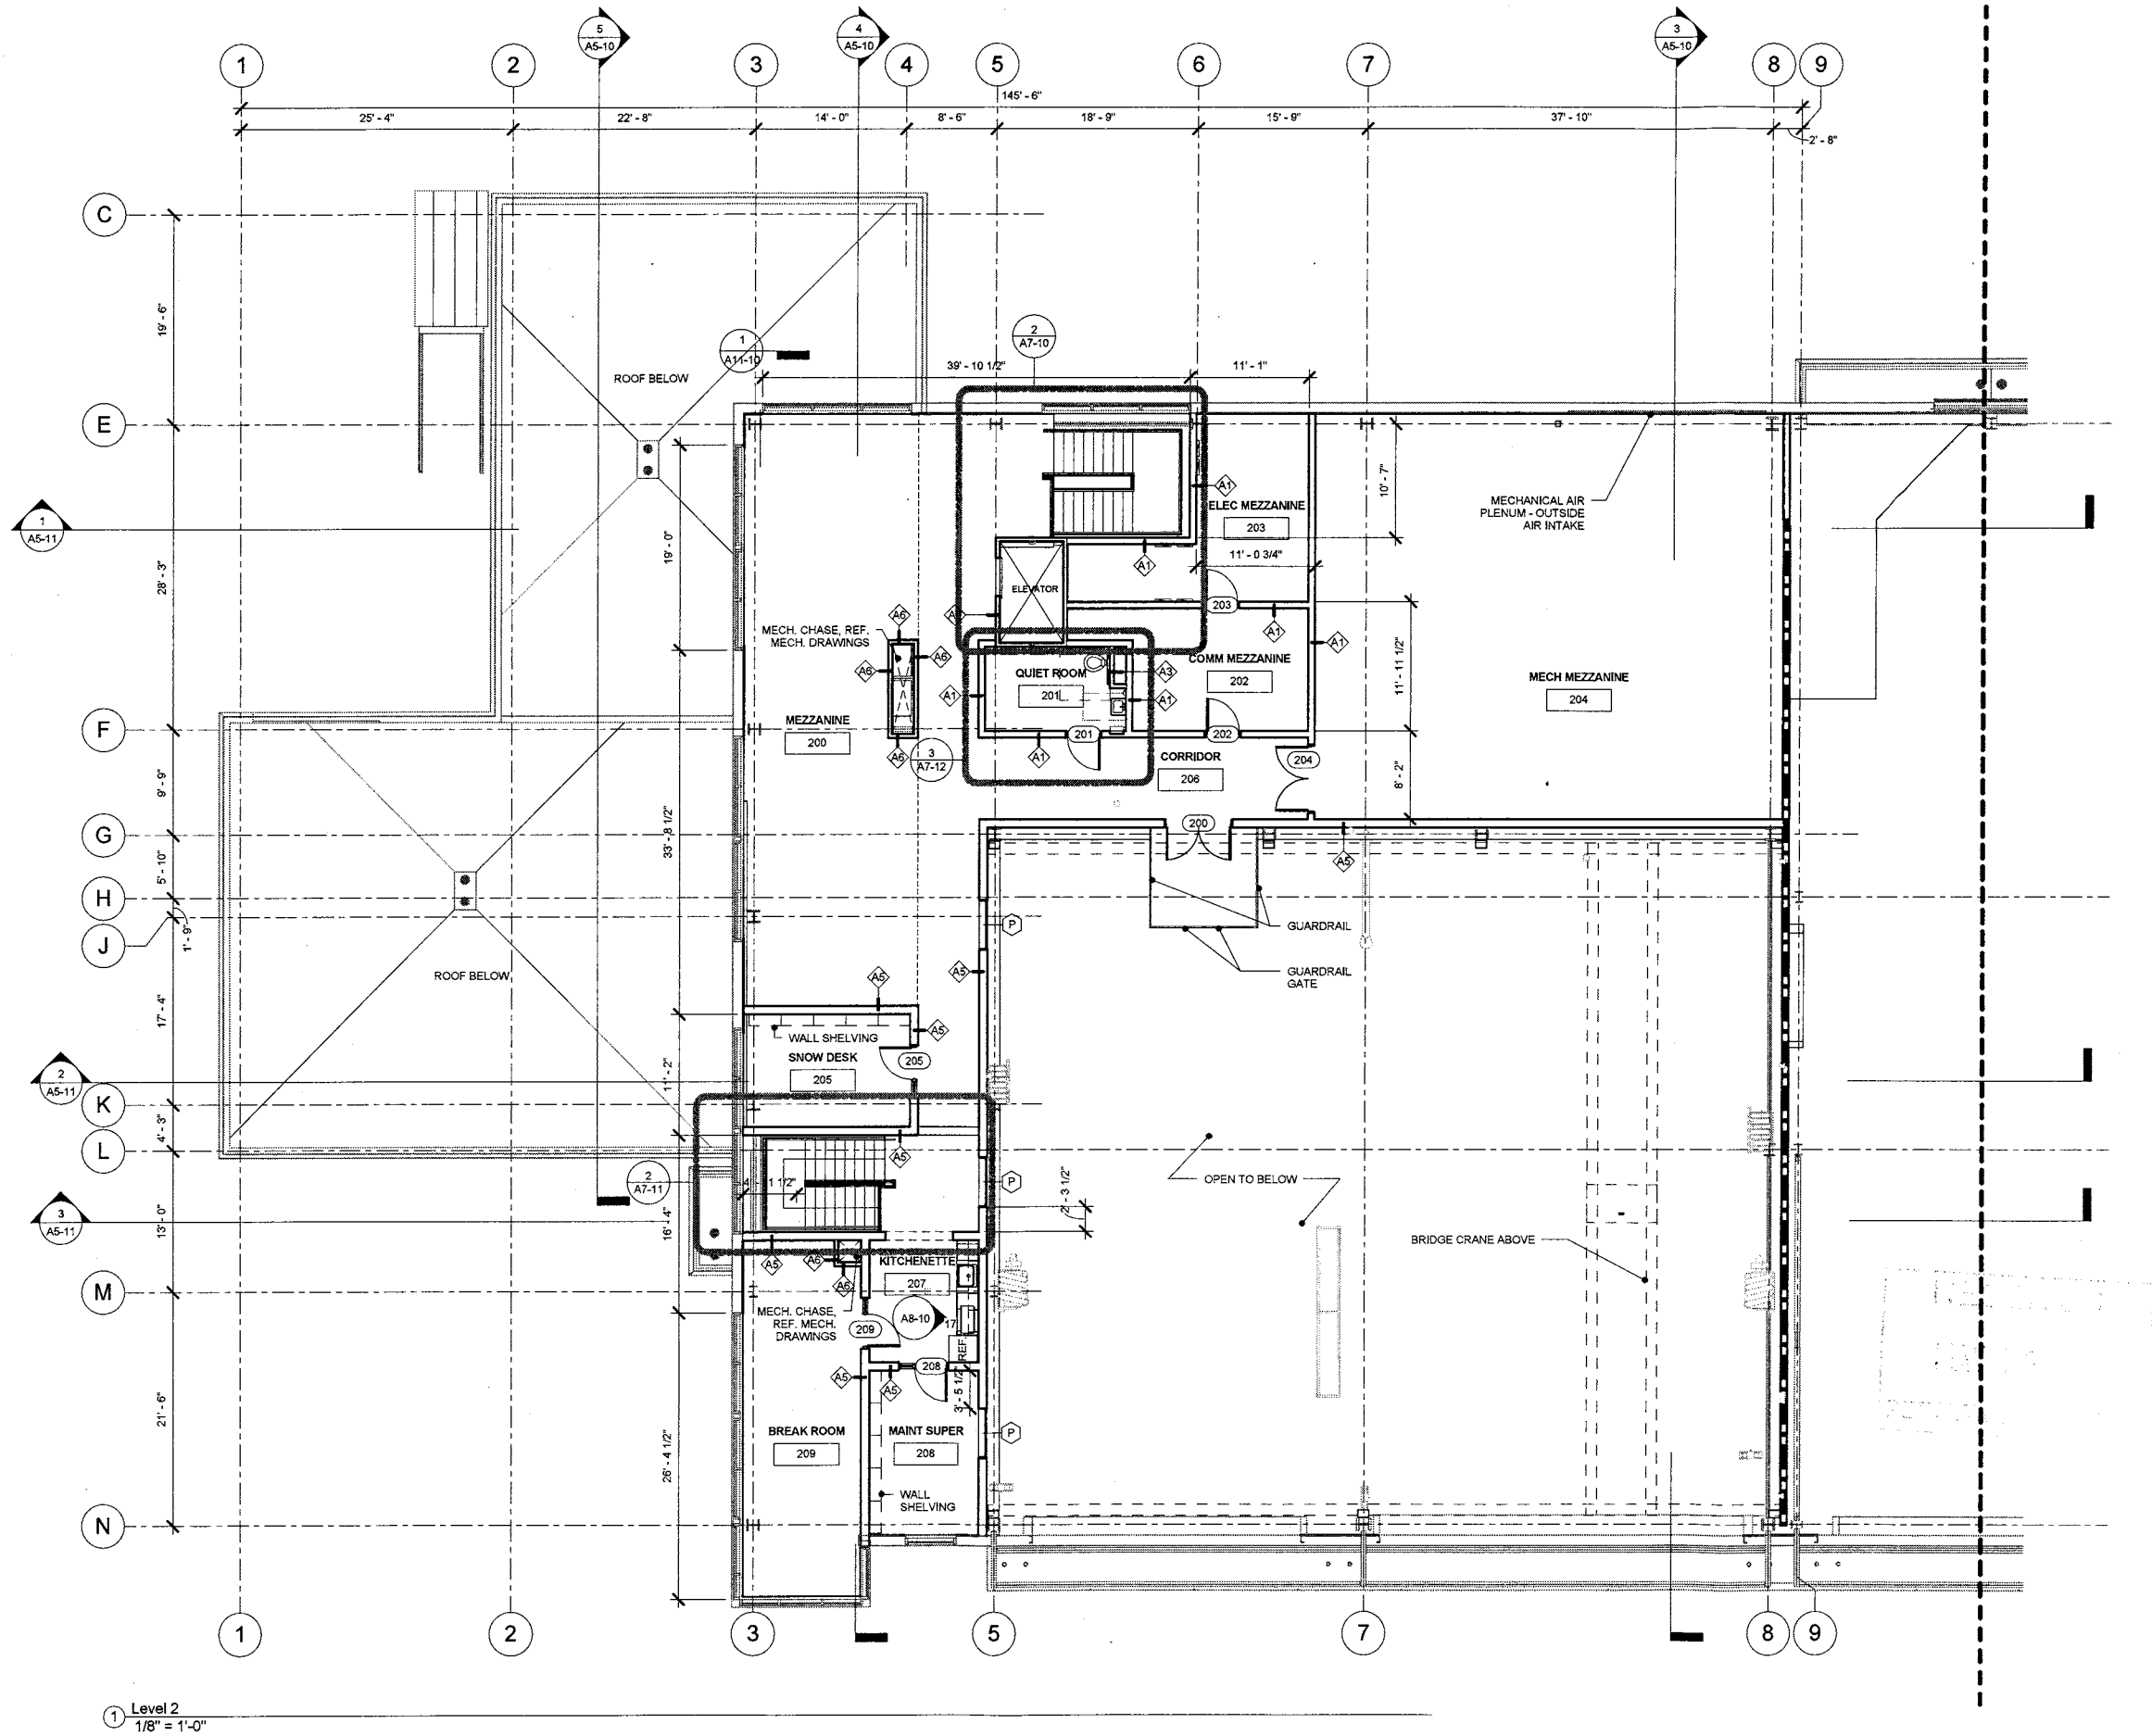 5
A5-10
4
A5-10
3
A5-10
1
2
3
4
5
6
7
8
9
145' - 6"
25' - 4"
22' - 8"
14' - 0"
8' - 6"
18' - 9"
15' - 9"
37' - 10"
2' - 8"
C
19' - 6"
2
A7-10
1
A11-10
ROOF BELOW
39' - 10 1/2"
11' - 1"
E
A1
ELEC MEZZANINE
203
10' - 7"
MECHANICAL AIR
PLENUM - OUTSIDE
AIR INTAKE
1
A5-11
19' - 0"
28' - 3"
A1
11' - 0 3/4"
ELEVATOR
203
A6
MECH. CHASE, REF.
MECH. DRAWINGS
A6
A6
A1
A1
COMM MEZZANINE
202
QUIET ROOM
201
A3
A1
A1
11' - 11 1/2"
MECH MEZZANINE
204
F
MEZZANINE
200
A6
3
A7-12
201
A1
202
CORRIDOR
206
204
8' - 2"
9' - 9"
G
200
A5
33' - 8 1/2"
5' - 10"
H
J
1' - 9"
P
GUARDRAIL
GUARDRAIL
GATE
ROOF BELOW
A5
A5
17' - 4"
A5
WALL SHELVING
SNOW DESK
205
205
11' - 2"
2
A5-11
K
4' - 3"
L
A5
OPEN TO BELOW
2
A7-11
4' - 1 1/2"
P
2' - 3 1/2"
3
A5-11
13' - 0"
16' - 4"
BRIDGE CRANE ABOVE
A5
A6
A6
KITCHENETTE
207
M
MECH. CHASE,
REF. MECH.
DRAWINGS
209
A8-10
17
REF.
208
A5
A5
3' - 5 1/2"
21' - 6"
26' - 4 1/2"
BREAK ROOM
209
MAINT SUPER
208
P
WALL
SHELVING
N
1
2
3
5
7
8
9
1
Level 2
1/8" = 1'-0"